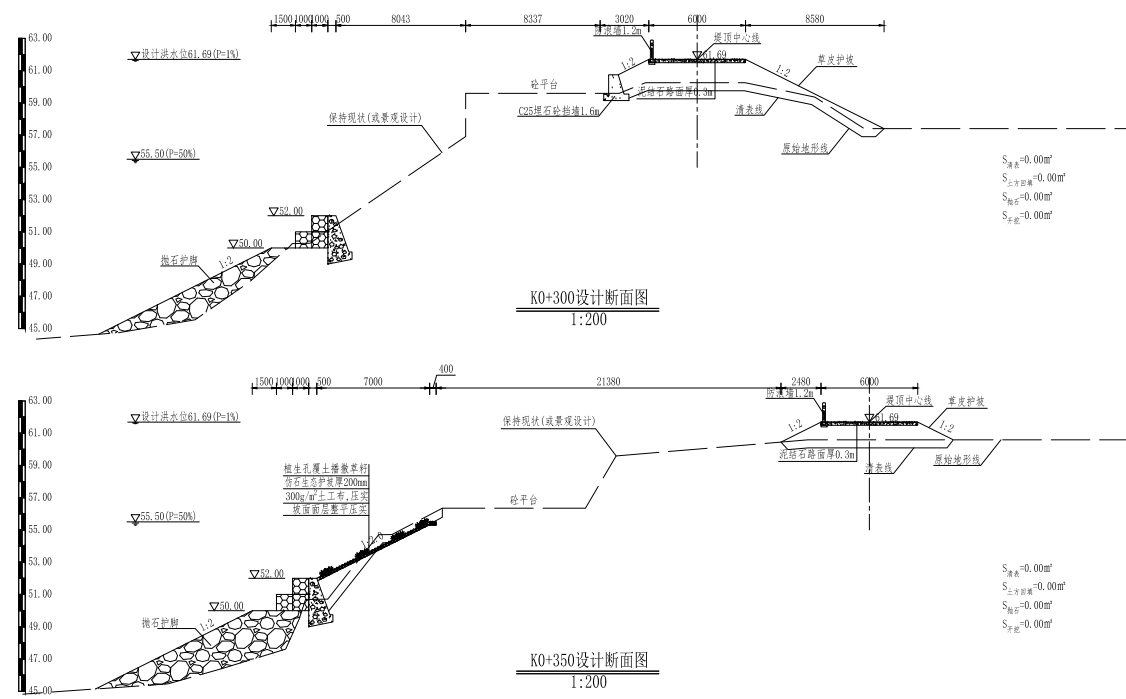 1500 1000 1000 500 8043 8337 3020 6000 8580
63.00
61.00
59.00
57.00
55.00
53.00
51.00
49.00
47.00
45.00
设计洪水位61.69(P=1%)
55.50(P=50%)
防浪墙1.2m
堤顶中心线
61.69
1:2
1:2
草皮护坡
砼平台
泥结石路面厚0.3m
C25埋石砼挡墙1.6m
清表线
保持现状(或景观设计)
原始地形线
52.00
50.00
抛石护脚
1:2
S清表=0.00m²
S土方回填=0.00m²
S抛石=0.00m²
S开挖=0.00m²
K0+300设计断面图
1:200
1500 1000 1000 500 7000 400 21380 2480 6000
63.00
61.00
59.00
57.00
55.00
53.00
51.00
49.00
47.00
45.00
设计洪水位61.69(P=1%)
55.50(P=50%)
防浪墙1.2m
堤顶中心线
61.69
1:2
1:2
草皮护坡
保持现状(或景观设计)
泥结石路面厚0.3m
清表线
原始地形线
植生孔覆土播撒草籽
仿石生态护坡厚200mm
300g/m²土工布,压实
坡面面层整平压实
砼平台
1:2.0
52.00
50.00
抛石护脚
1:2
S清表=0.00m²
S土方回填=0.00m²
S抛石=0.00m²
S开挖=0.00m²
K0+350设计断面图
1:200